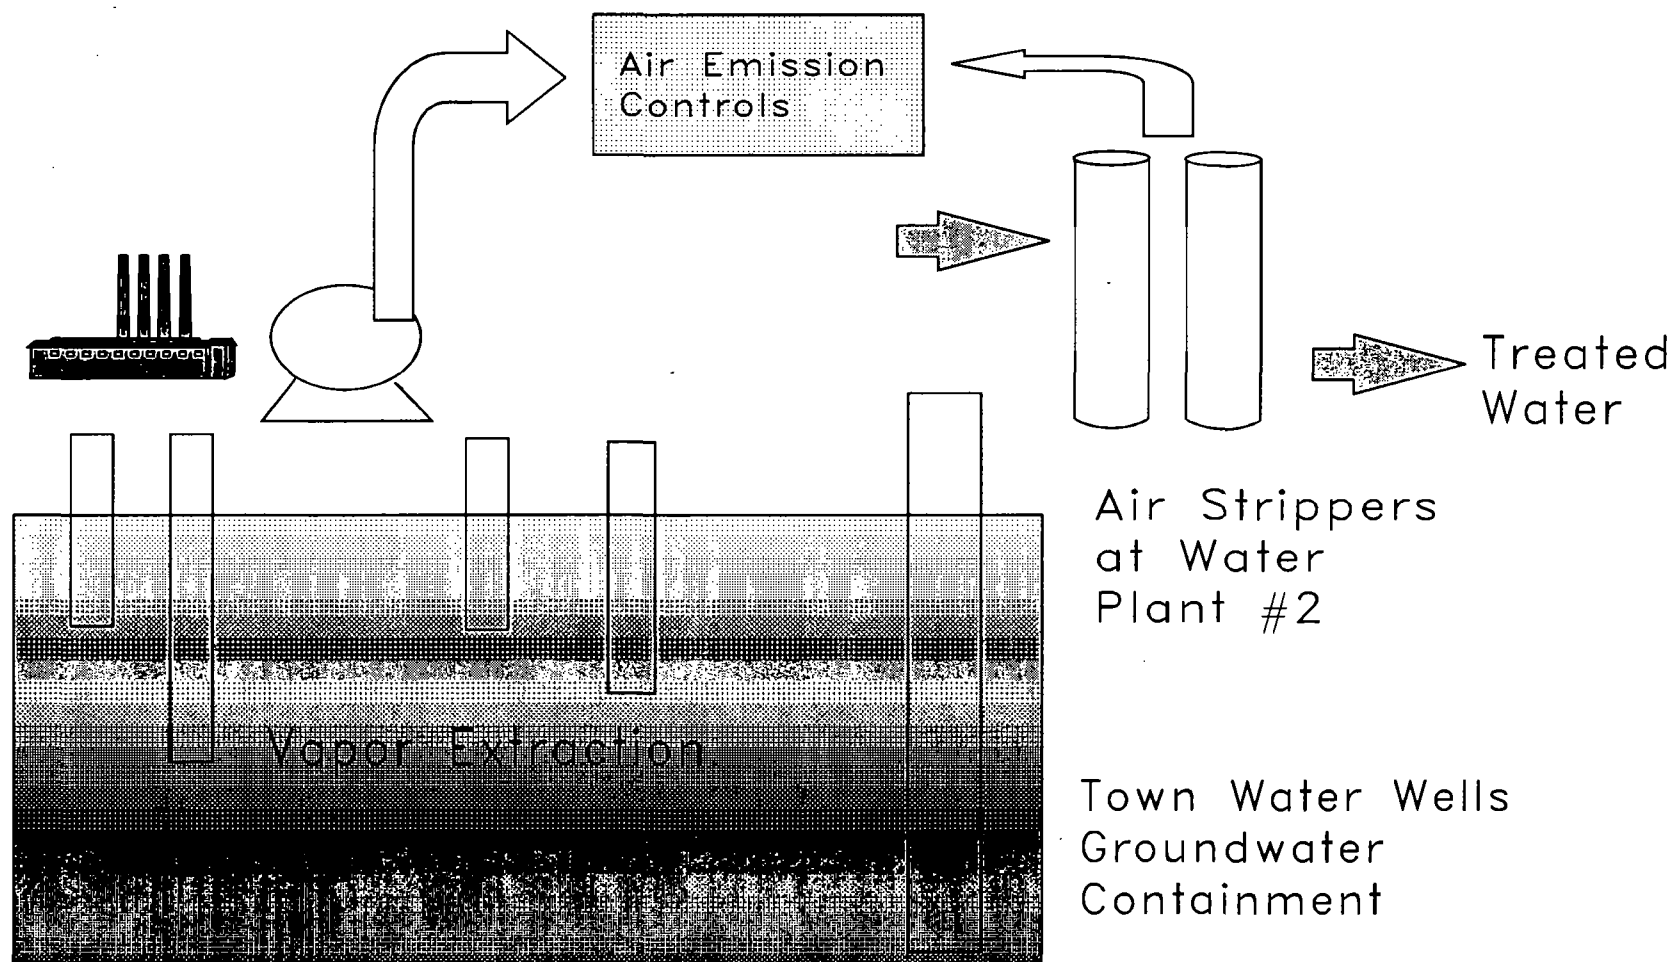 Air Emission
Controls
Treated
Water
Air Strippers
at Water
Plant #2
Vapor Extraction
Town Water Wells
Groundwater
Containment